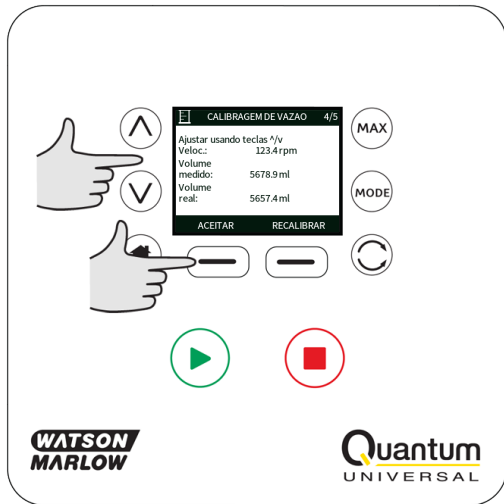 CALIBRAGEM DE VAZAO 4/5
MAX
Ajustar usando teclas ^/v
Veloc.: 123.4 rpm
Volume
medido: 5678.9 ml
MODE
Volume
real: 5657.4 ml
ACEITAR RECALIBRAR
WATSON
MARLOW
Quantum
UNIVERSAL